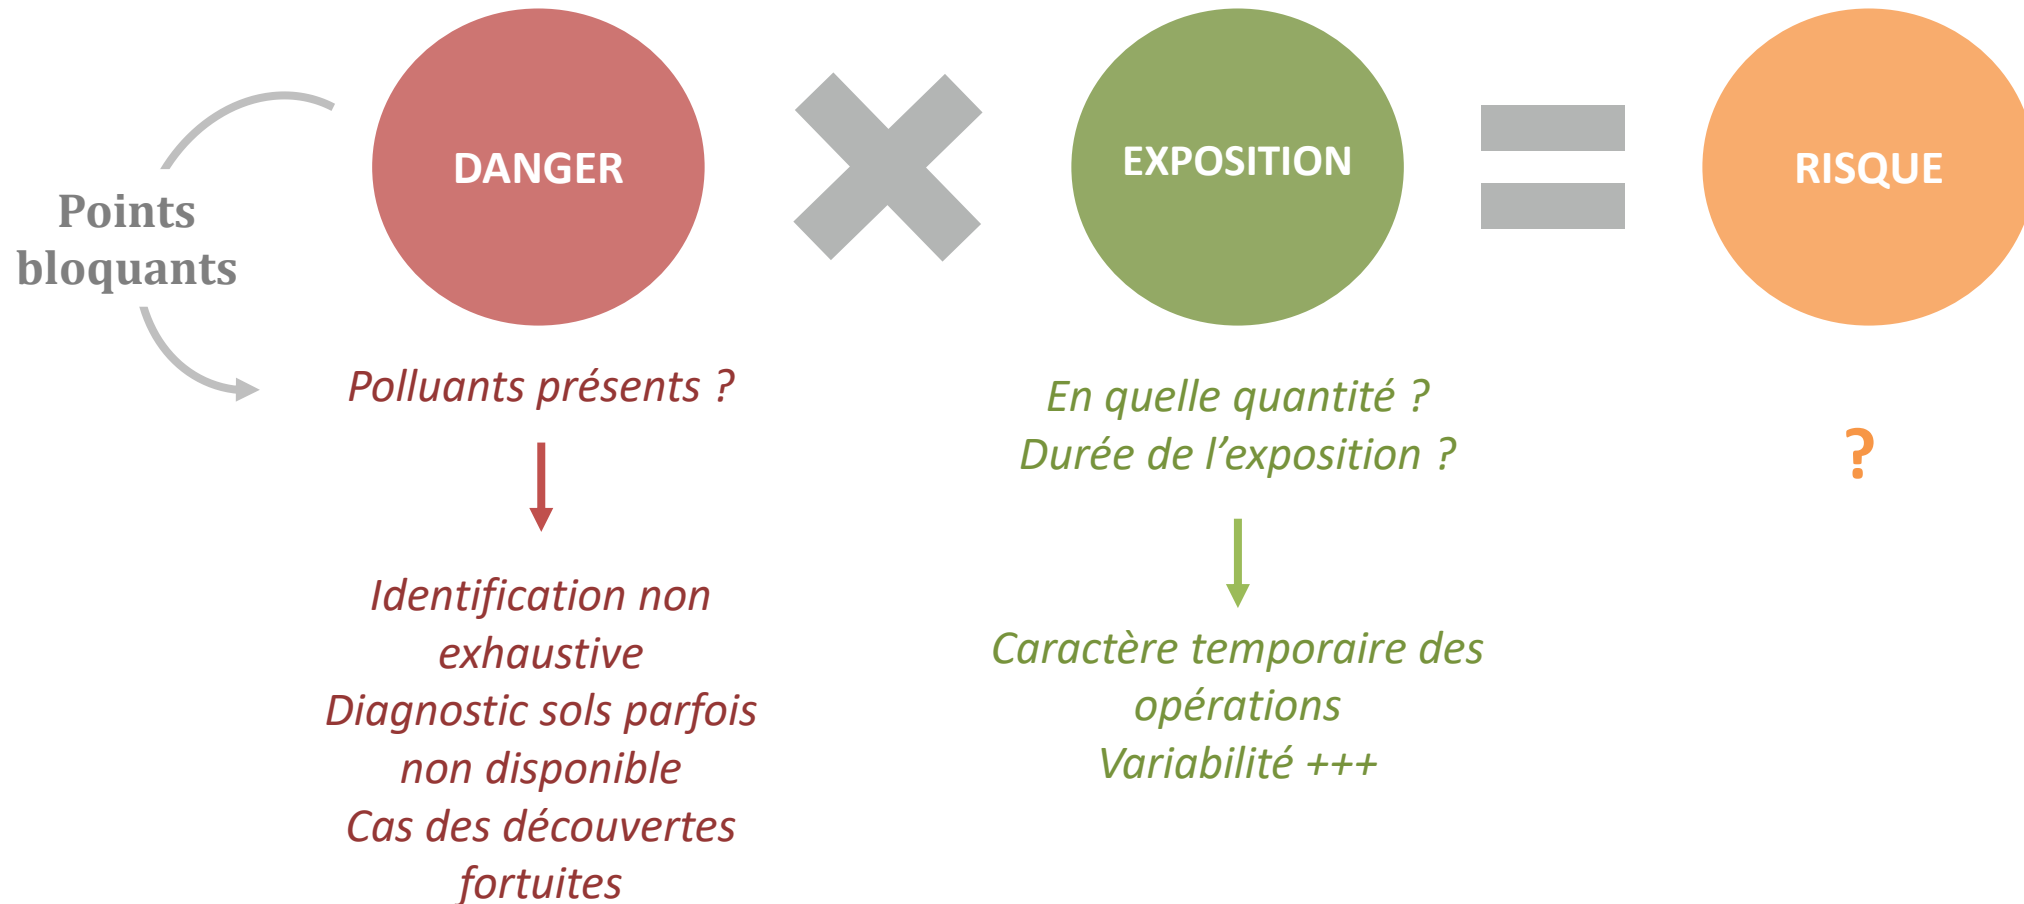 DANGER
EXPOSITION
RISQUE
Points
bloquants
Polluants présents ?
Identification non
exhaustive
Diagnostic sols parfois
non disponible
Cas des découvertes
fortuites
En quelle quantité ?
Durée de l’exposition ?
Caractère temporaire des
opérations
Variabilité +++
?